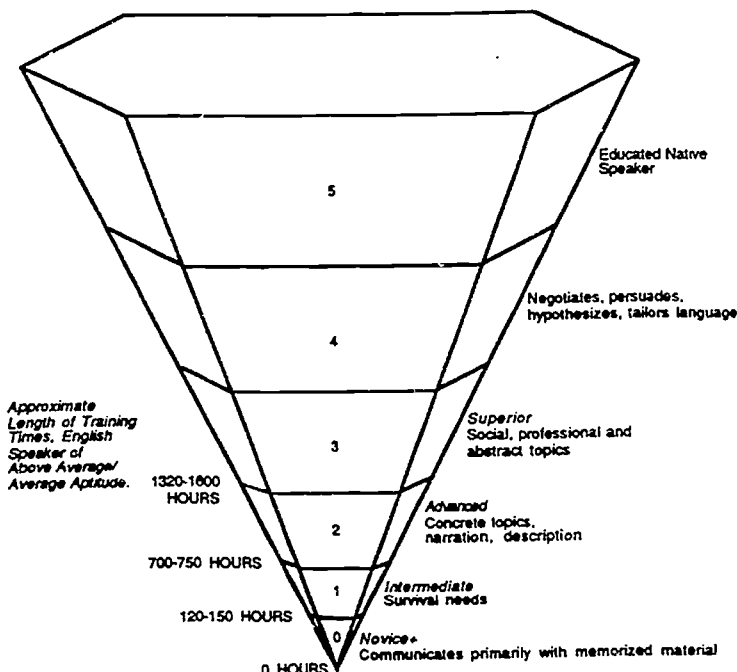 5
Educated Native
Speaker
4
Negotiates, persuades,
hypothesizes, tailors language
Approximate
Length of Training
Times, English
Speaker of
Above Average/
Average Aptitude.
3
Superior
Social, professional and
abstract topics
1320-1800
HOURS
2
Advanced
Concrete topics,
narration, description
700-750 HOURS
1
Intermediate
Survival needs
120-150 HOURS
0
Novice+
Communicates primarily with memorized material
0 HOURS